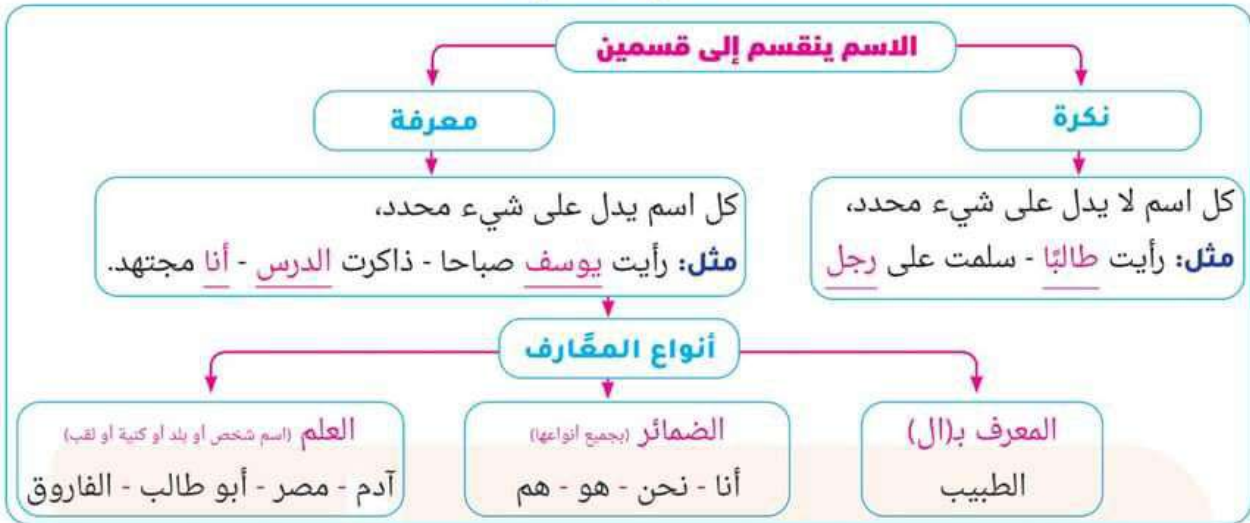 الاسم ينقسم إلى قسمين
نكرة
كل اسم لا يدل على شيء محدد،
مثل: رأيت طالبًا - سلمت على رجل
معرفة
كل اسم يدل على شيء محدد،
مثل: رأيت يوسف صباحا - ذاكرت الدرس - أنا مجتهد.
أنواع المعَارف
المعرف بـ(ال)
الطبيب
الضمائر (بجميع أنواعها)
أنا - نحن - هو - هم
العلم (اسم شخص أو بلد أو كنية أو لقب)
آدم - مصر - أبو طالب - الفاروق